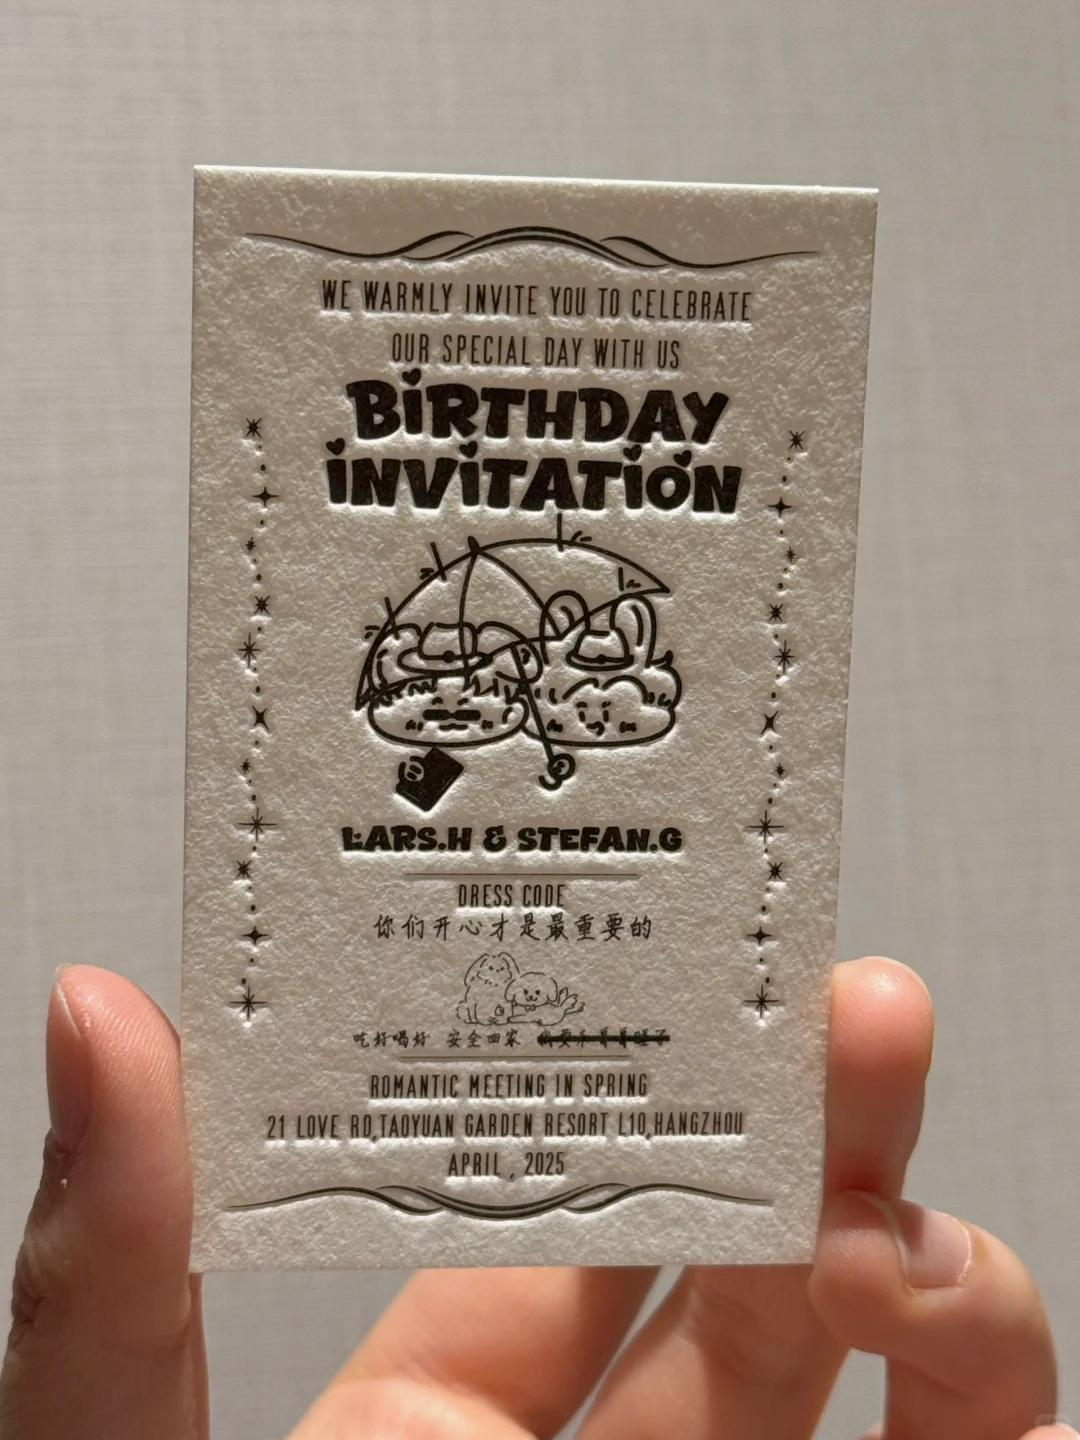 WE WARMLY INVITE YOU TO CELEBRATE
OUR SPECIAL DAY WITH US
BiRTHDAY
iNViTATiON
LARS.H & STEFAN.G
DRESS CODE
你们开心才是最重要的
吃好喝好 安全回家
ROMANTIC MEETING IN SPRING
21 LOVE RD,TAOYUAN GARDEN RESORT L10,HANGZHOU
APRIL , 2025